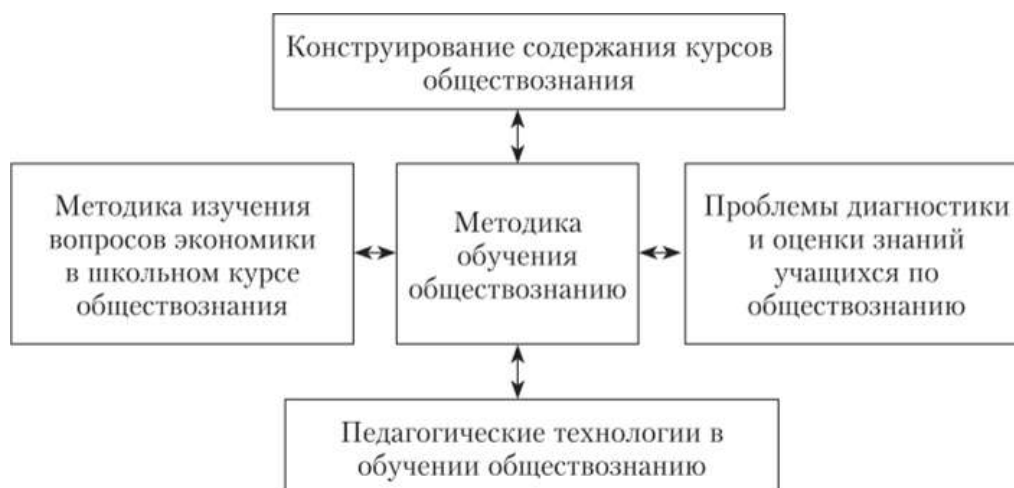 Конструирование содержания курсов
обществознания
Методика изучения
вопросов экономики
в школьном курсе
обществознания
Методика
обучения
обществознанию
Проблемы диагностики
и оценки знаний
учащихся по
обществознанию
Педагогические технологии в
обучении обществознанию